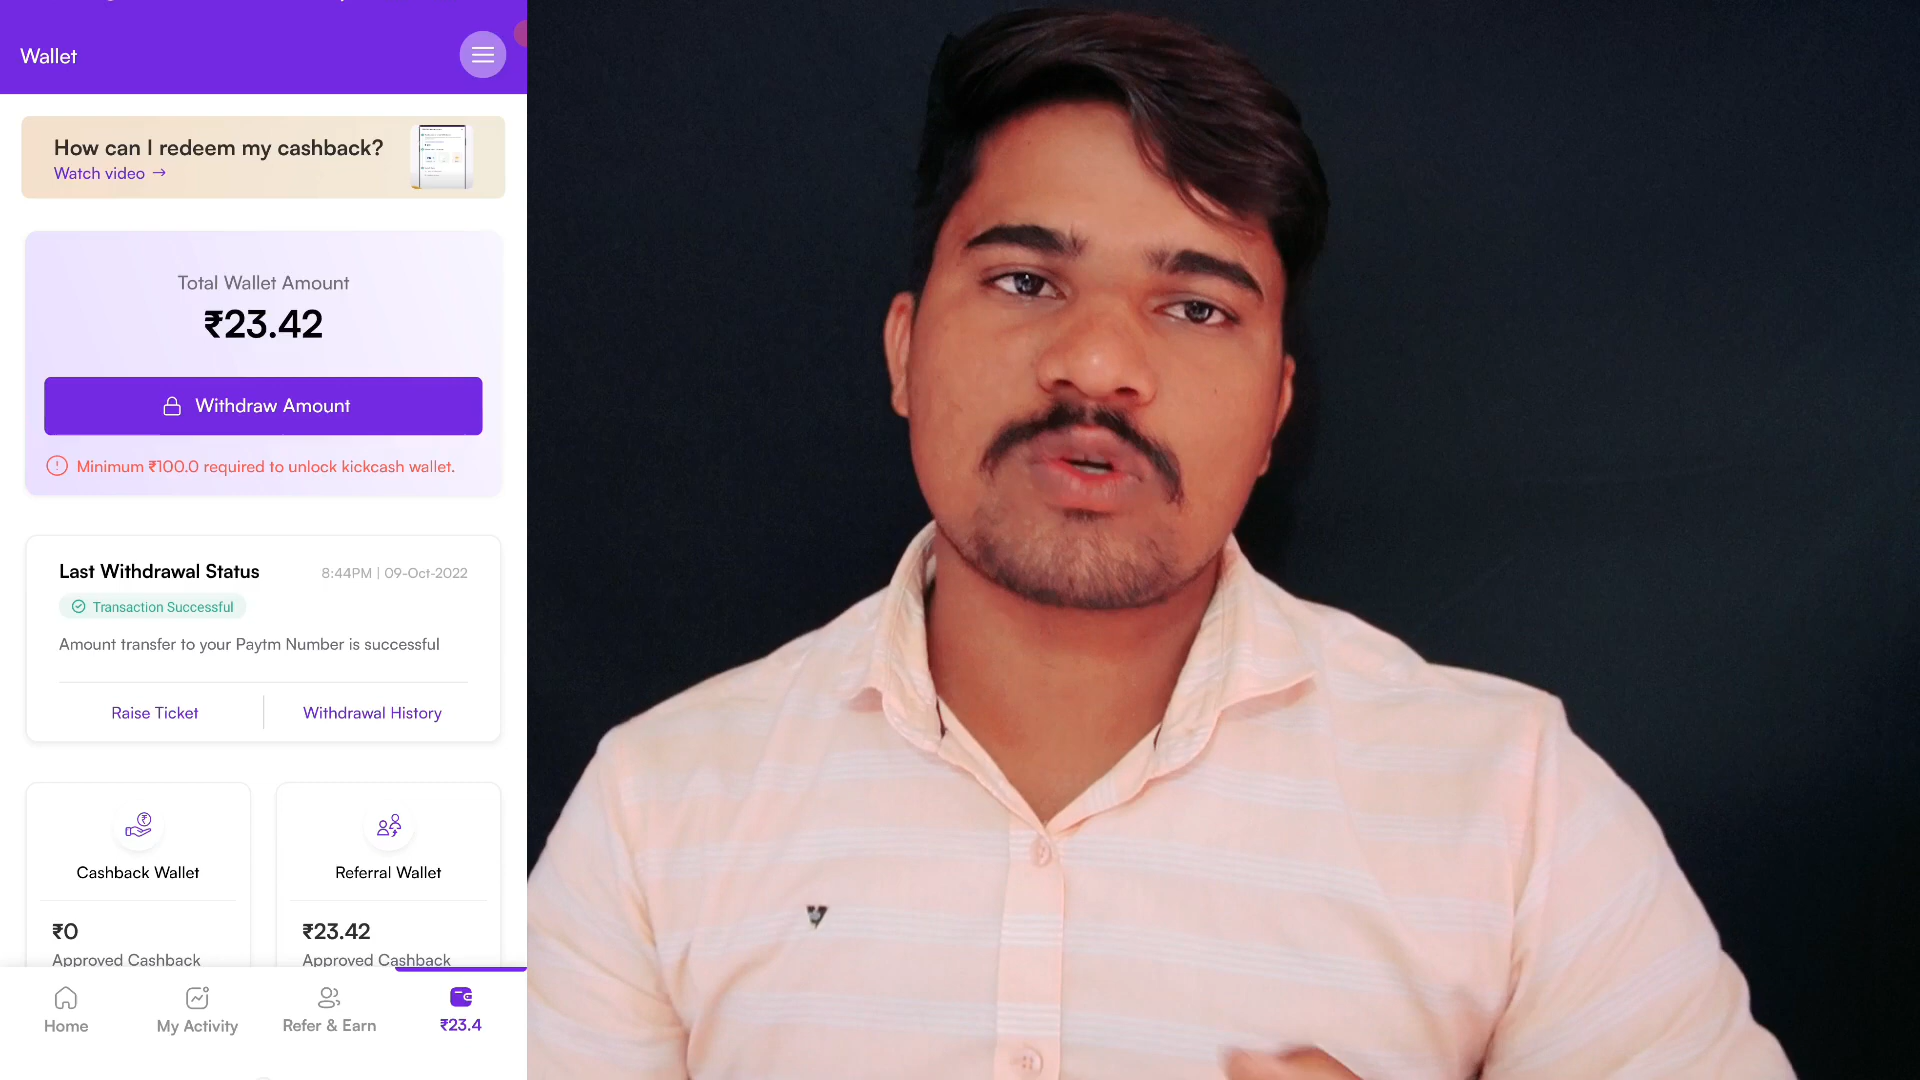 Wallet
How can I redeem my cashback?
Watch video →
Total Wallet Amount
₹23.42
Withdraw Amount
Minimum ₹100.0 required to unlock kickcash wallet.
Last Withdrawal Status
8:44PM | 09-Oct-2022
Transaction Successful
Amount transfer to your Paytm Number is successful
Raise Ticket
Withdrawal History
Cashback Wallet
₹0
Approved Cashback
Referral Wallet
₹23.42
Approved Cashback
Home
My Activity
Refer & Earn
₹23.4